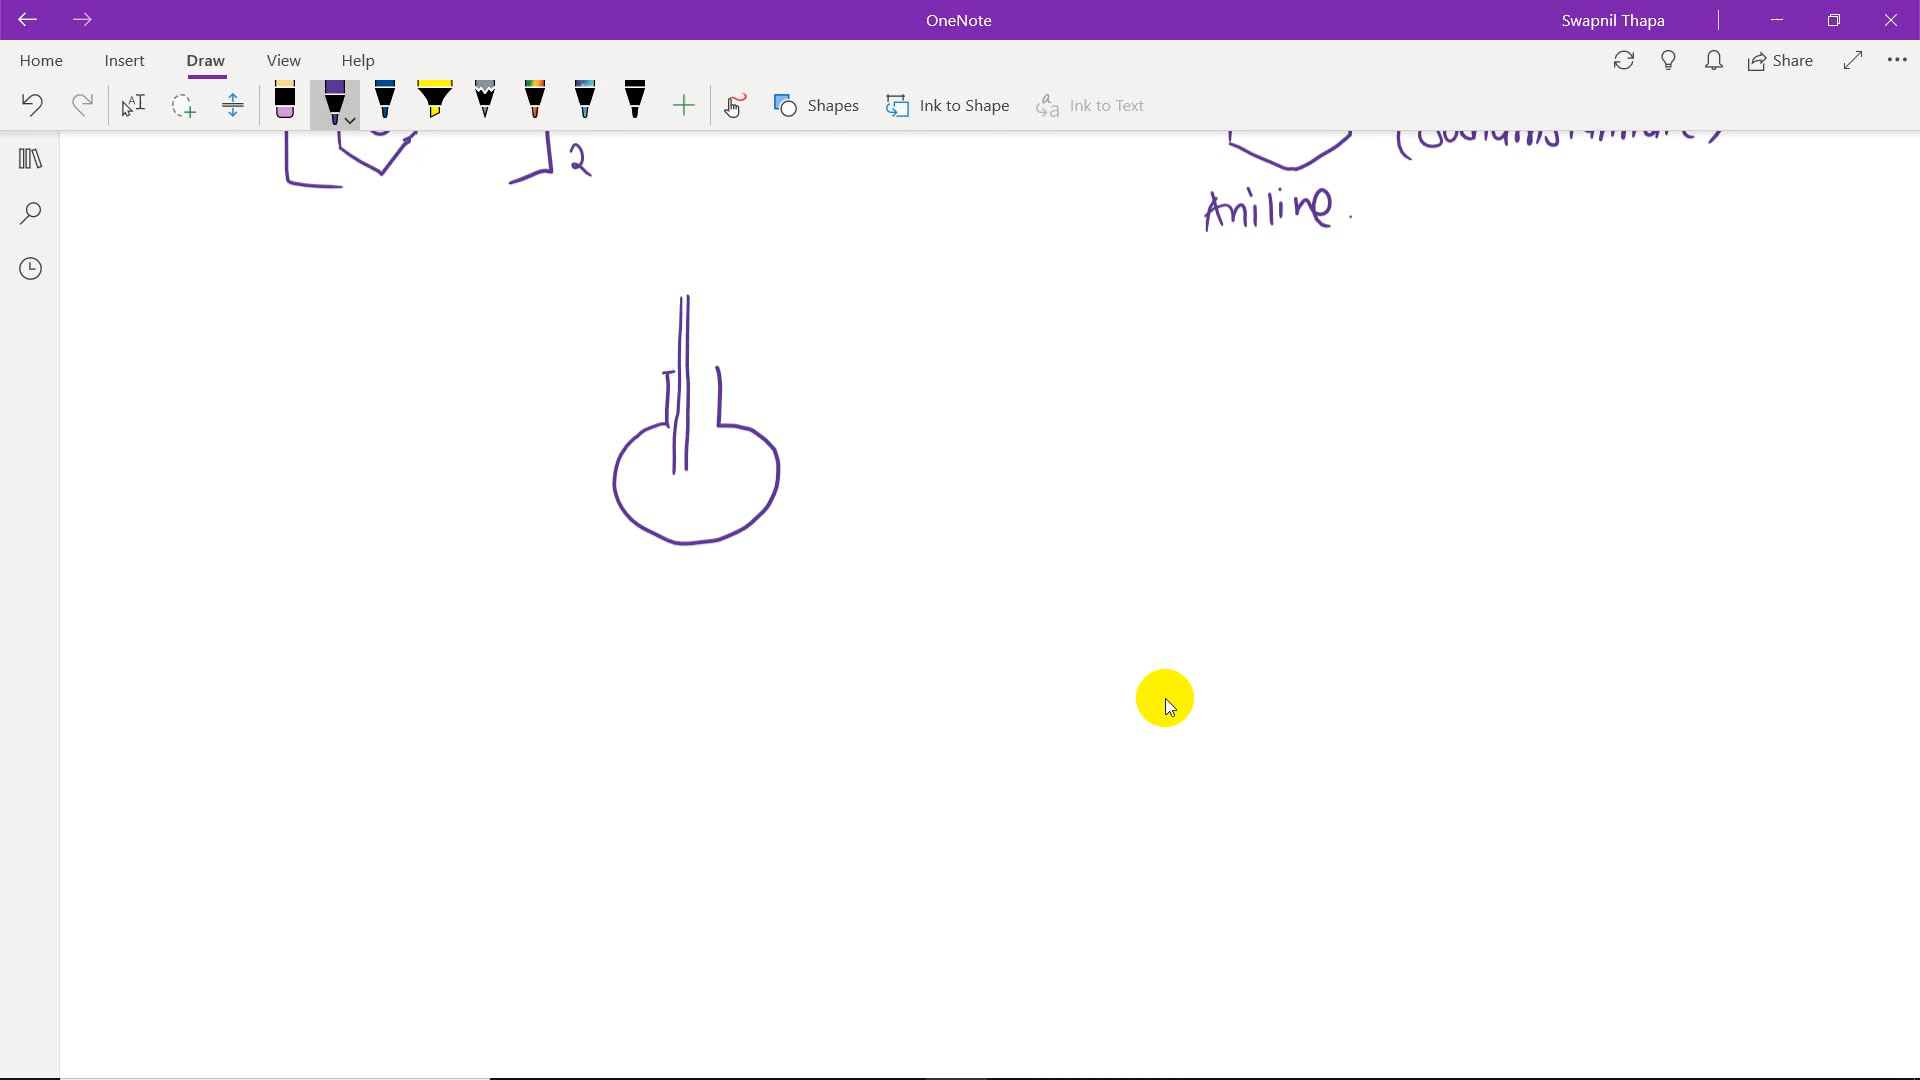 OneNote
Swapnil Thapa
Home Insert Draw View Help
Share
Shapes
Ink to Shape
Ink to Text
2
Aniline.